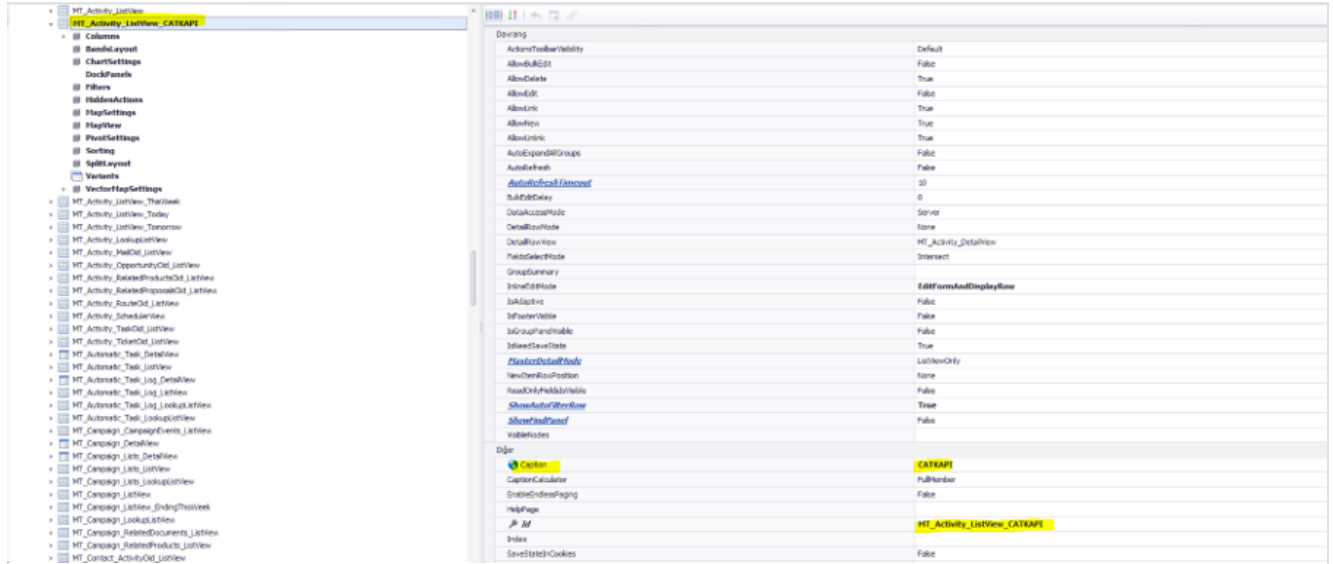 MT_Activity_ListView
MT_Activity_ListView_CATKAPI
Columns
BandsLayout
ChartSettings
DockPanels
Filters
HiddenActions
MapSettings
MapView
PivotSettings
Sorting
SplitLayout
Variants
VectorMapSettings
MT_Activity_ListView_ThisWeek
MT_Activity_ListView_Today
MT_Activity_ListView_Tomorrow
MT_Activity_LookupListView
MT_Activity_MailOid_ListView
MT_Activity_OpportunityOid_ListView
MT_Activity_RelatedProductsOid_ListView
MT_Activity_RelatedProposalsOid_ListView
MT_Activity_RouteOid_ListView
MT_Activity_SchedulerView
MT_Activity_TaskOid_ListView
MT_Activity_TicketOid_ListView
MT_Automatic_Task_DetailView
MT_Automatic_Task_ListView
MT_Automatic_Task_Log_DetailView
MT_Automatic_Task_Log_ListView
MT_Automatic_Task_Log_LookupListView
MT_Automatic_Task_LookupListView
MT_Campaign_CampaignEvents_ListView
MT_Campaign_DetailView
MT_Campaign_Lists_DetailView
MT_Campaign_Lists_ListView
MT_Campaign_Lists_LookupListView
MT_Campaign_ListView
MT_Campaign_ListView_EndingThisWeek
MT_Campaign_LookupListView
MT_Campaign_RelatedDocuments_ListView
MT_Campaign_RelatedProducts_ListView
MT_Contact_ActivityOid_ListView
Davranış
ActionsToolbarVisibility Default
AllowBulkEdit False
AllowDelete True
AllowEdit False
AllowLink True
AllowNew True
AllowUnlink True
AutoExpandAllGroups False
AutoRefresh False
AutoRefreshTimeout 10
BulkEditDelay 0
DataAccessMode Server
DetailRowMode None
DetailRowView MT_Activity_DetailView
FieldsSelectMode Intersect
GroupSummary
InlineEditMode EditFormAndDisplayRow
IsAdaptive False
IsFooterVisible False
IsGroupPanelVisible False
IsNeedSaveState True
MasterDetailMode ListViewOnly
NewItemRowPosition None
ReadOnlyFieldsIsVisible False
ShowAutoFilterRow True
ShowFindPanel False
VisibleNodes
Diğer
Caption CATKAPI
CaptionCalculator FullMember
EnableEndlessPaging False
HelpPage
Id MT_Activity_ListView_CATKAPI
Index
SaveStateInCookies False